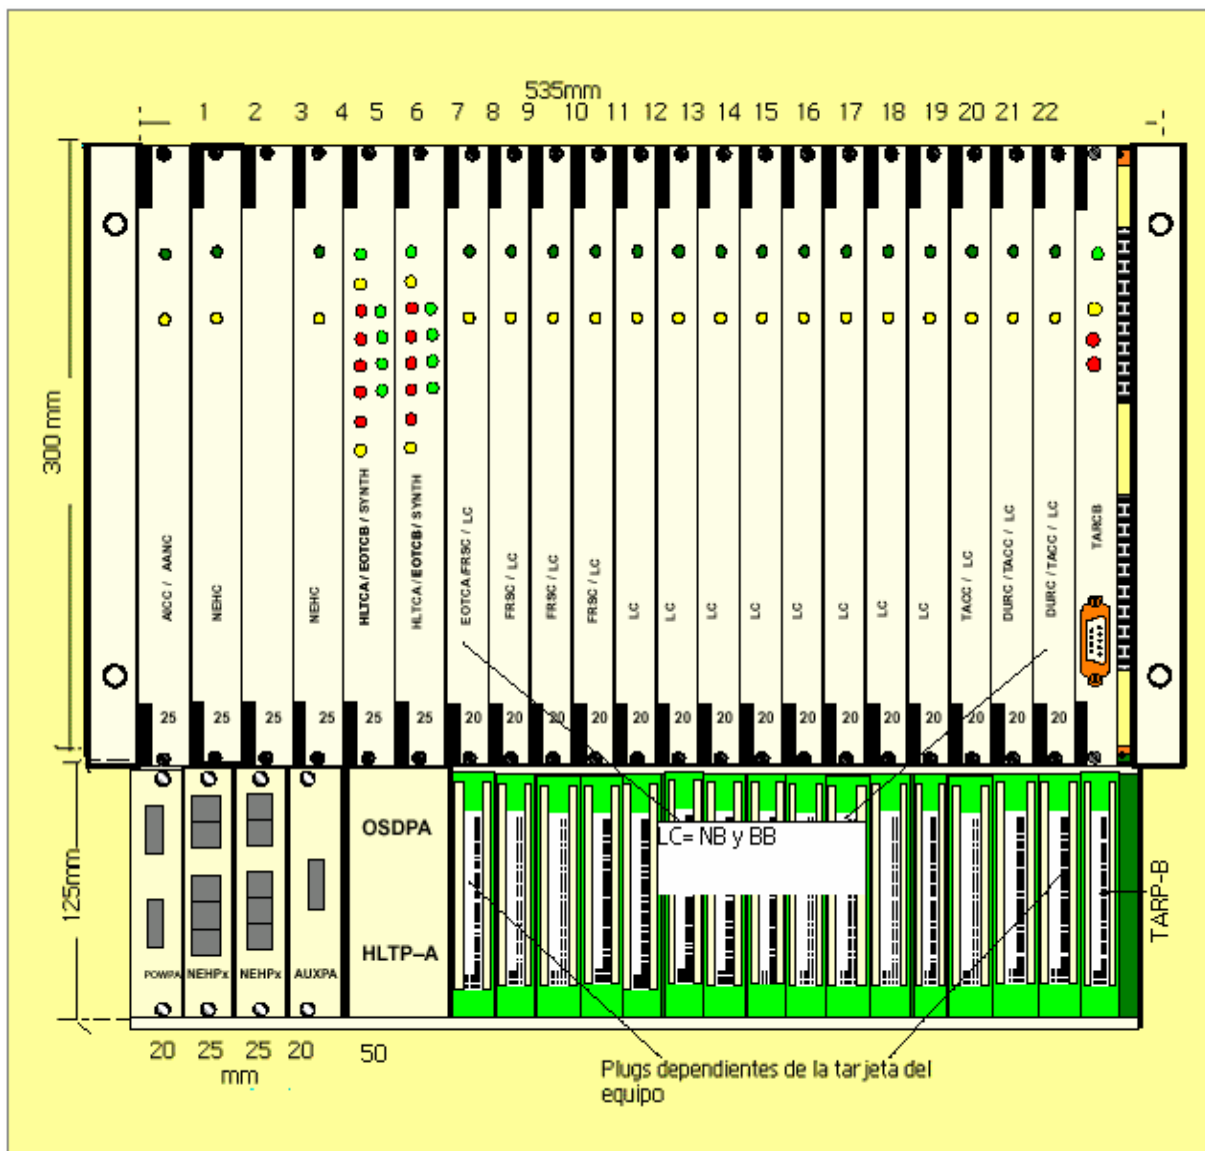 535mm
1 2 3 4 5 6 7 8 9 10 11 12 13 14 15 16 17 17 18 19 20 21 22
300 mm
AICC / AANC
NEHC
NEHC
HLTCA / EOTCB / SYNTH
HLTCA / EOTCB / SYNTH
EOTCA/FRSC / LC
FRSC / LC
FRSC / LC
FRSC / LC
LC
LC
LC
LC
LC
LC
LC
LC
TACC / LC
DURC / TACC / LC
DURC / TACC / LC
TARCB
25 25 25 25 25 25 20 20 20 20 20 20 20 20 20 20 20 20 20 20 20
125mm
OSDPA
LC= NB y BB
HLTP-A
POWPA NEHPx NEHPx AUXPA
TARP-B
20 25 25 20 50
mm
Plugs dependientes de la tarjeta del
equipo